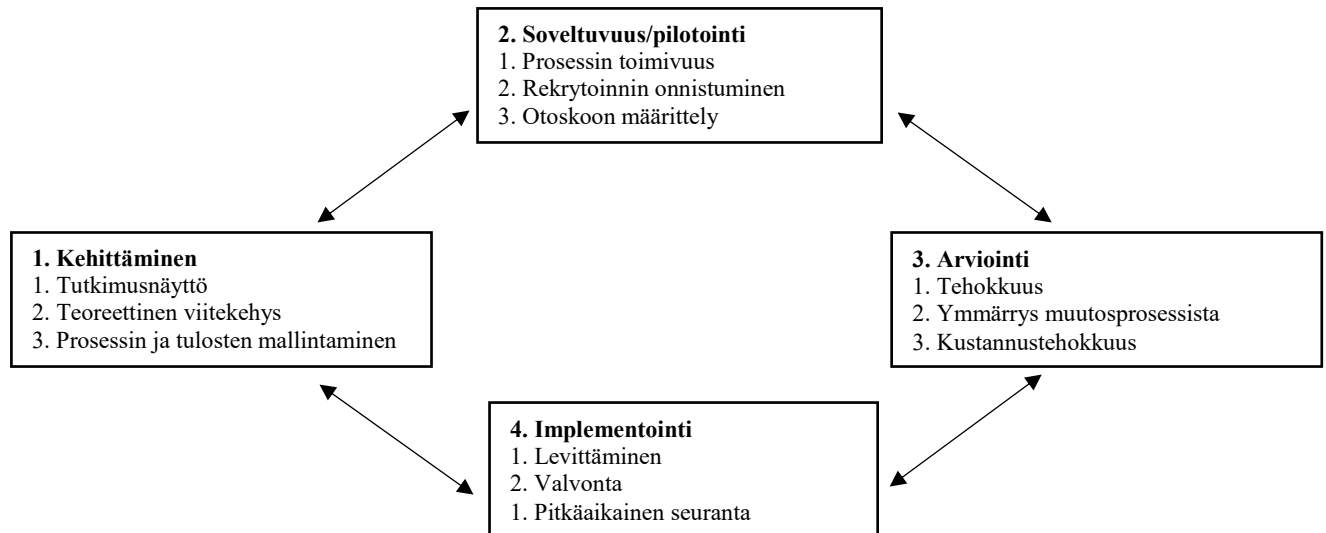 2. Soveltuvuus/pilotointi
1. Prosessin toimivuus
2. Rekrytoinnin onnistuminen
3. Otoskoon määrittely
1. Kehittäminen
1. Tutkimusnäyttö
2. Teoreettinen viitekehys
3. Prosessin ja tulosten mallintaminen
3. Arviointi
1. Tehokkuus
2. Ymmärrys muutosprosessista
3. Kustannustehokkuus
4. Implementointi
1. Levittäminen
2. Valvonta
1. Pitkäaikainen seuranta